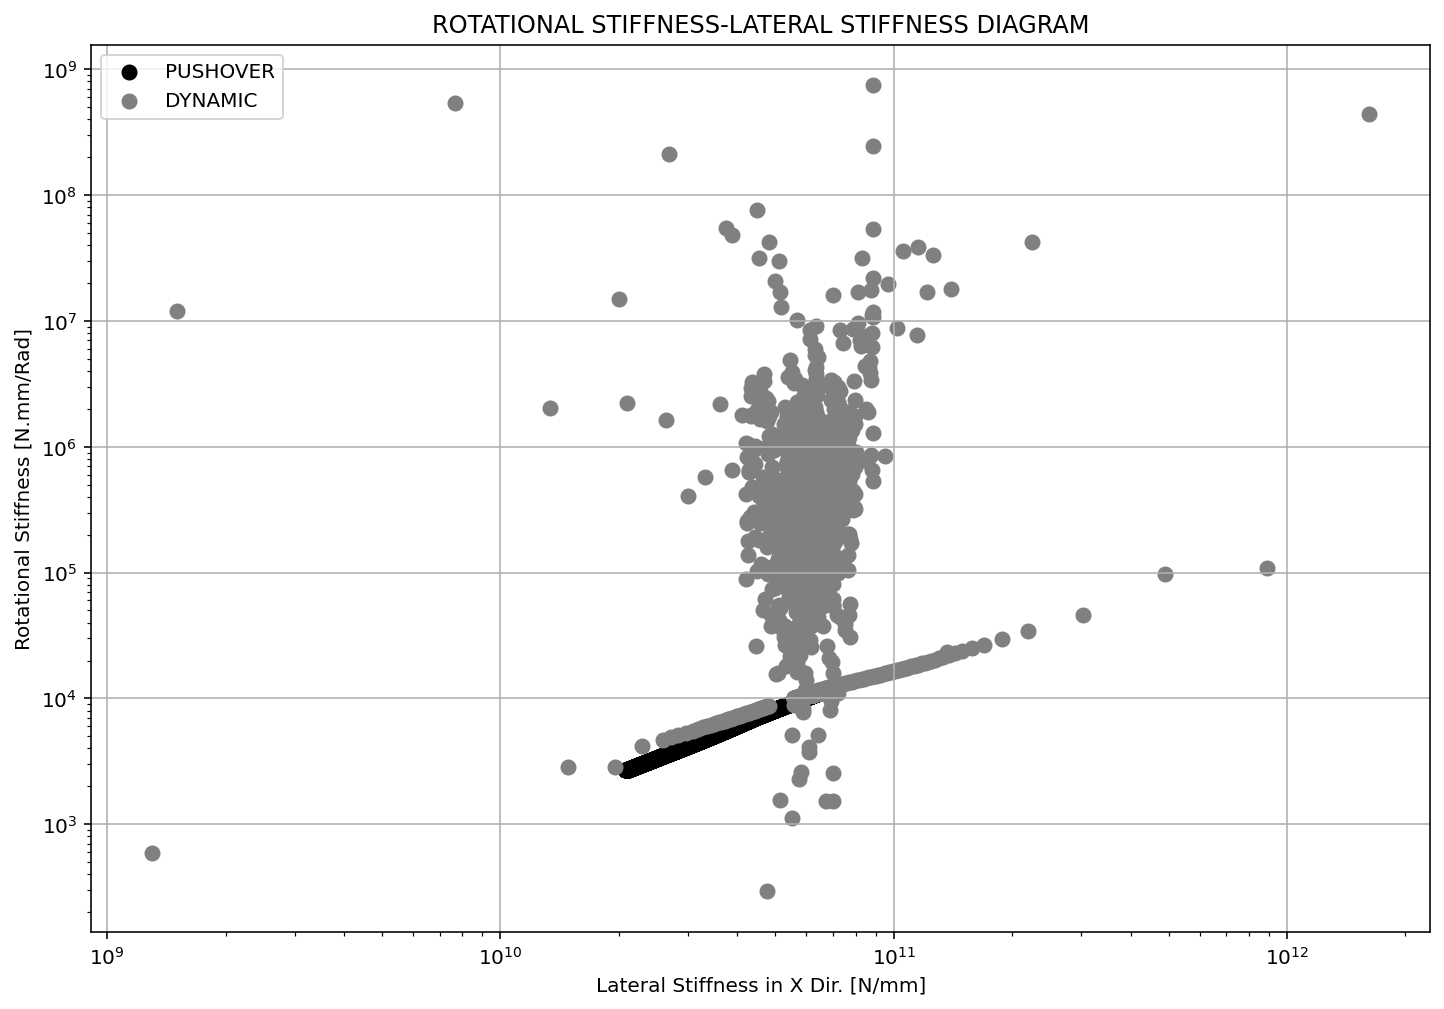 ROTATIONAL STIFFNESS-LATERAL STIFFNESS DIAGRAM
PUSHOVER
DYNAMIC
Rotational Stiffness [N.mm/Rad]
10⁹
10⁸
10⁷
10⁶
10⁵
10⁴
10³
10⁹ 10¹⁰ 10¹¹ 10¹²
Lateral Stiffness in X Dir. [N/mm]